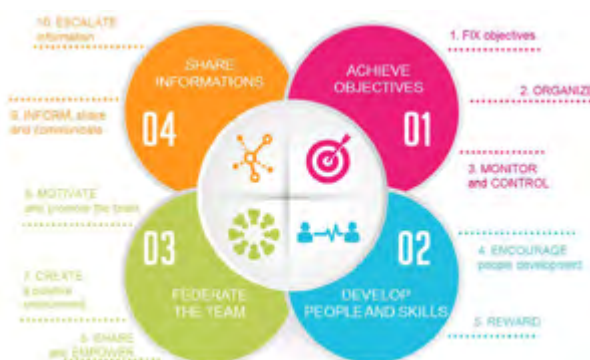 10. ESCALATE
information
SHARE
INFORMATIONS
04
9. INFORM, share
and communicate
ACHIEVE
OBJECTIVES
01
1. FIX objectives
2. ORGANIZE
3. MONITOR
and CONTROL
02
DEVELOP
PEOPLE AND SKILLS
4. ENCOURAGE
people development
5. REWARD
03
FEDERATE
THE TEAM
8. MOTIVATE
and promote the team
7. CREATE
a positive
environment
6. SHARE
and EMPOWER